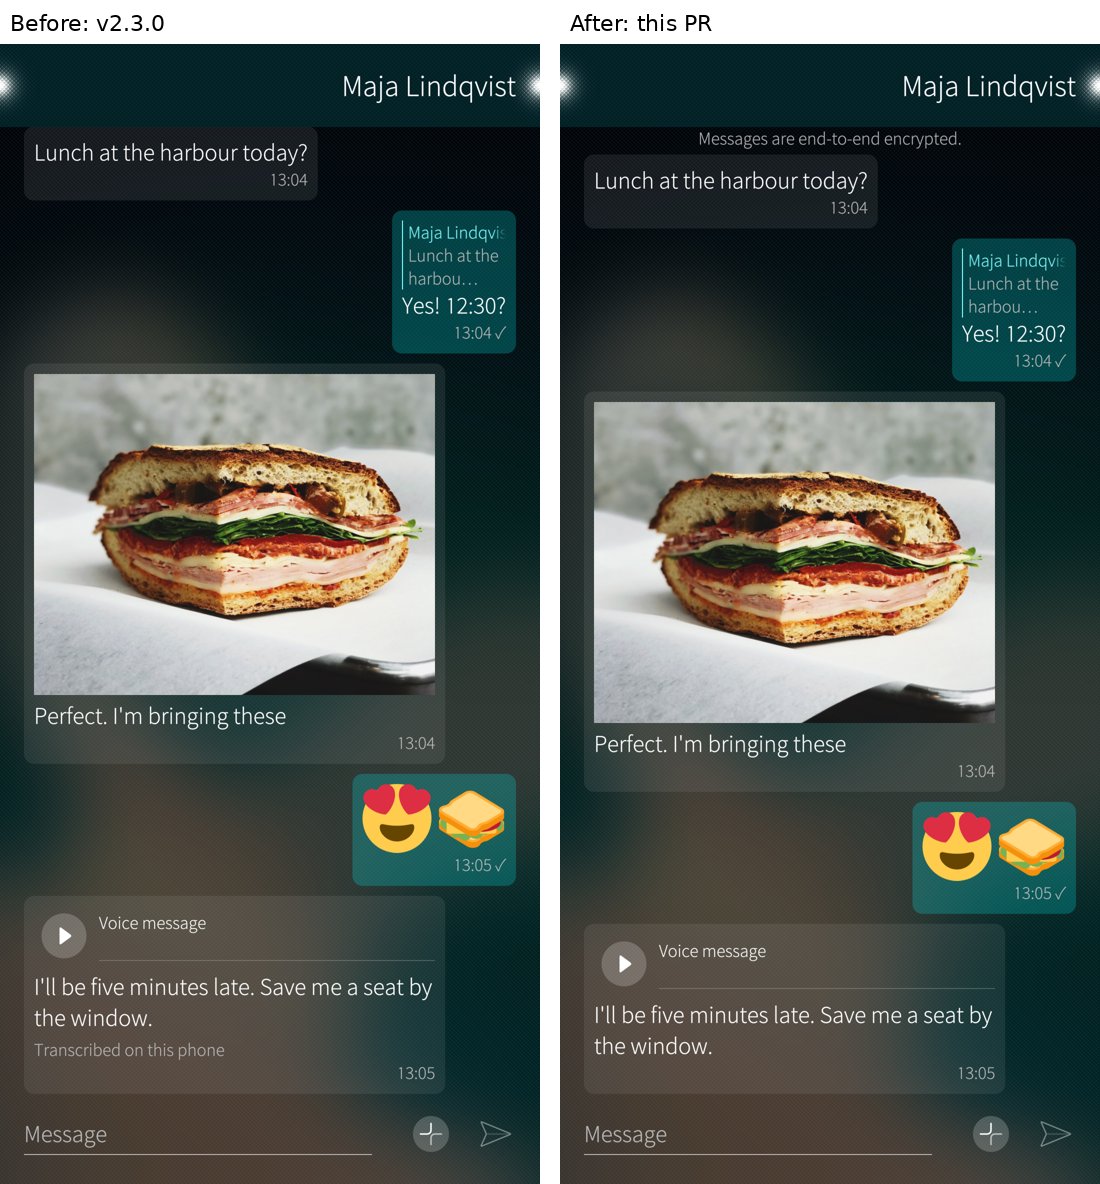 Before: v2.3.0
Maja Lindqvist
Lunch at the harbour today?
13:04
Maja Lindqvis
Lunch at the
harbou…
Yes! 12:30?
13:04 ✓
Perfect. I'm bringing these
13:04
13:05 ✓
Voice message
I'll be five minutes late. Save me a seat by
the window.
Transcribed on this phone
13:05
Message
After: this PR
Maja Lindqvist
Messages are end-to-end encrypted.
Lunch at the harbour today?
13:04
Maja Lindqvis
Lunch at the
harbou…
Yes! 12:30?
13:04 ✓
Perfect. I'm bringing these
13:04
13:05 ✓
Voice message
I'll be five minutes late. Save me a seat by
the window.
13:05
Message